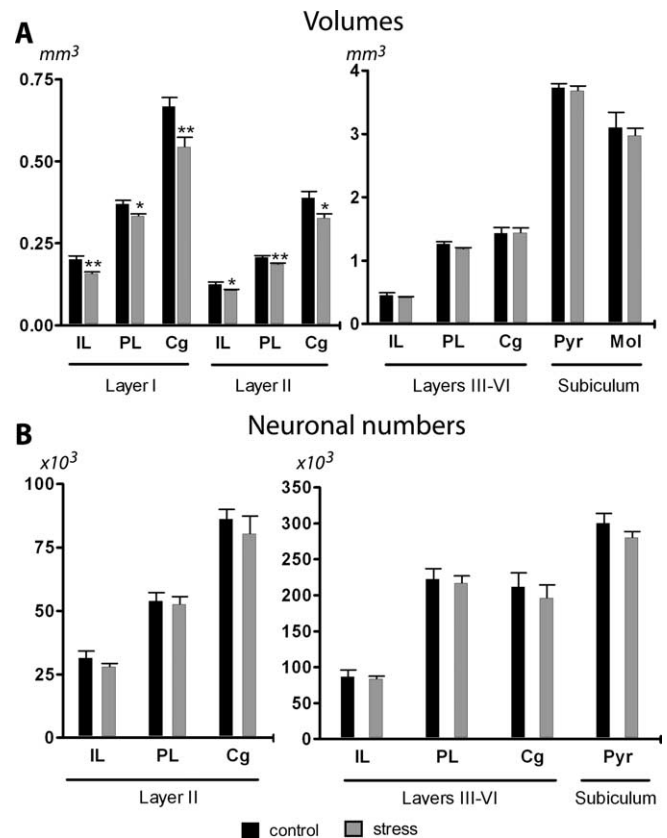 A
Volumes
mm3
0.75
0.50
0.25
0.00
** * ** * ** *
IL PL Cg IL PL Cg
Layer I Layer II
4
3
2
1
0
IL PL Cg Pyr Mol
Layers III-VI Subiculum
B
Neuronal numbers
x103
100
75
50
25
0
IL PL Cg
Layer II
x103
350
300
250
200
150
100
50
0
IL PL Cg Pyr
Layers III-VI Subiculum
control stress